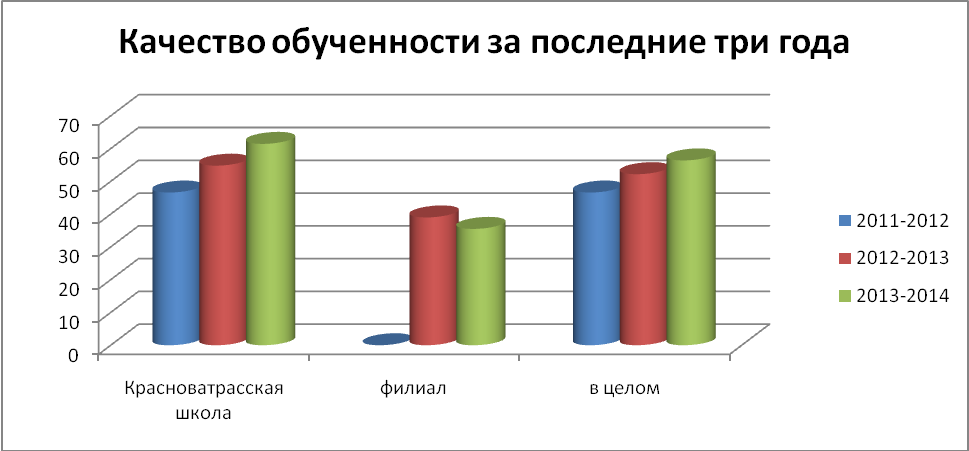 Качество обученности за последние три года
70
60
50
40
30
20
10
0
Красноватрасская
школа
филиал
в целом
2011-2012
2012-2013
2013-2014